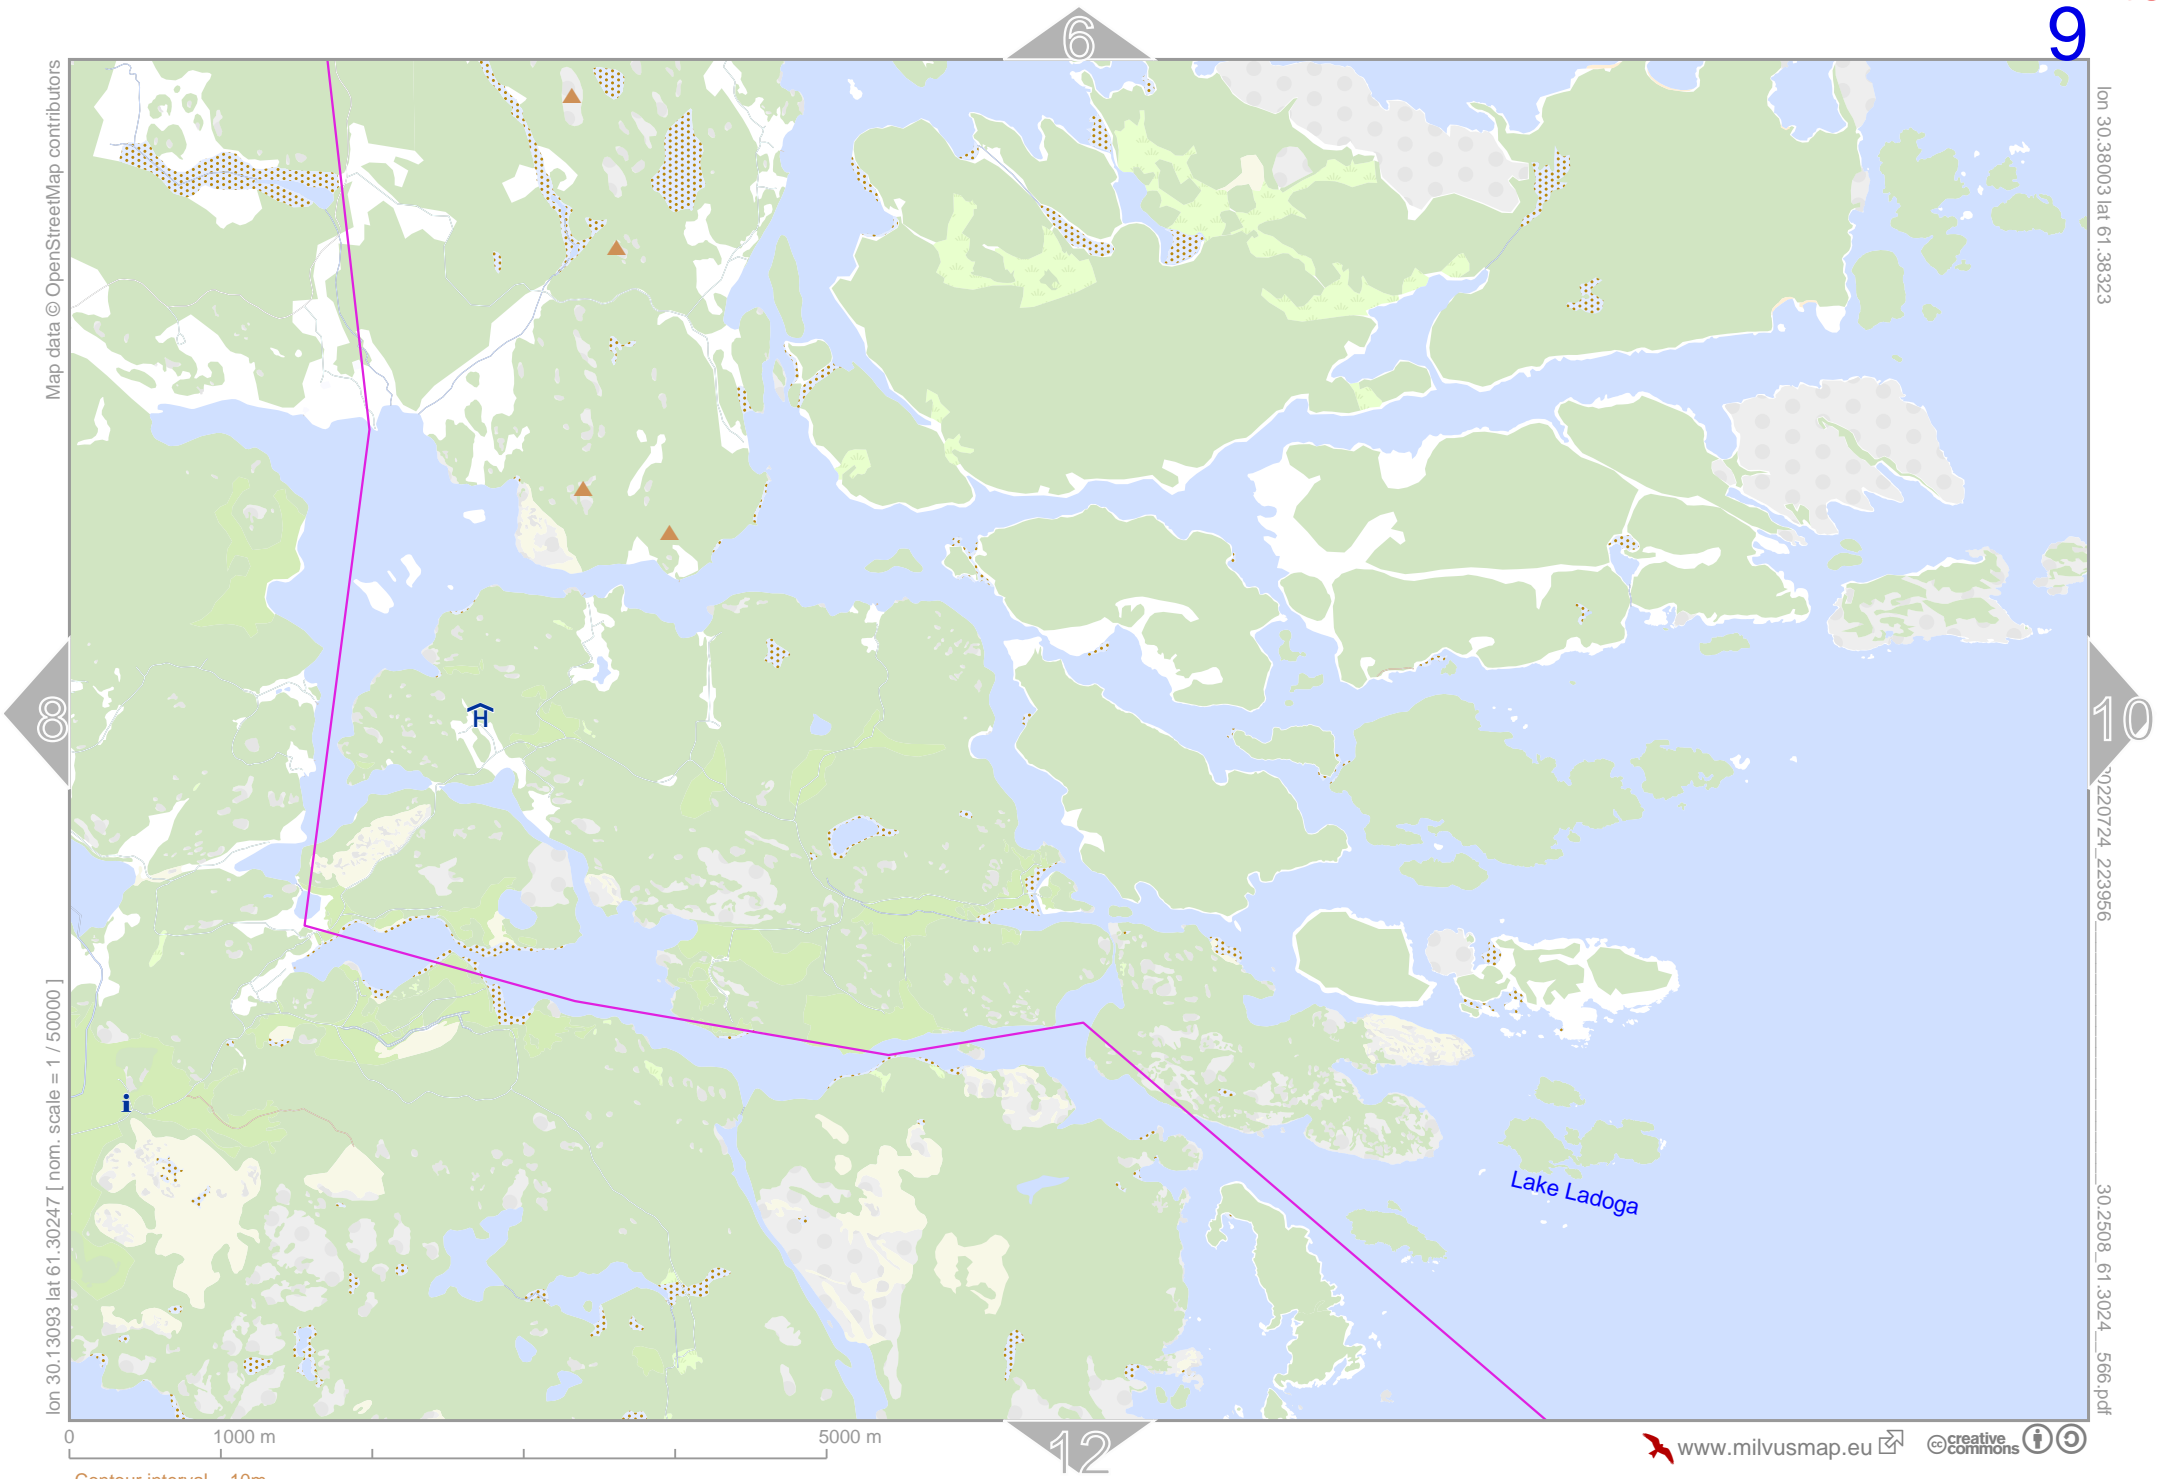 9
6
Map data © OpenStreetMap contributors
lon 30.38003 lat 61.38323
8
H
10
i
Lake Ladoga
lon 30.13093 lat 61.30247 [ nom. scale = 1 / 50000 ]
30.2508_61.30024__566.pdf
0
1000 m
5000 m
12
www.milvusmap.eu
cc creative commons